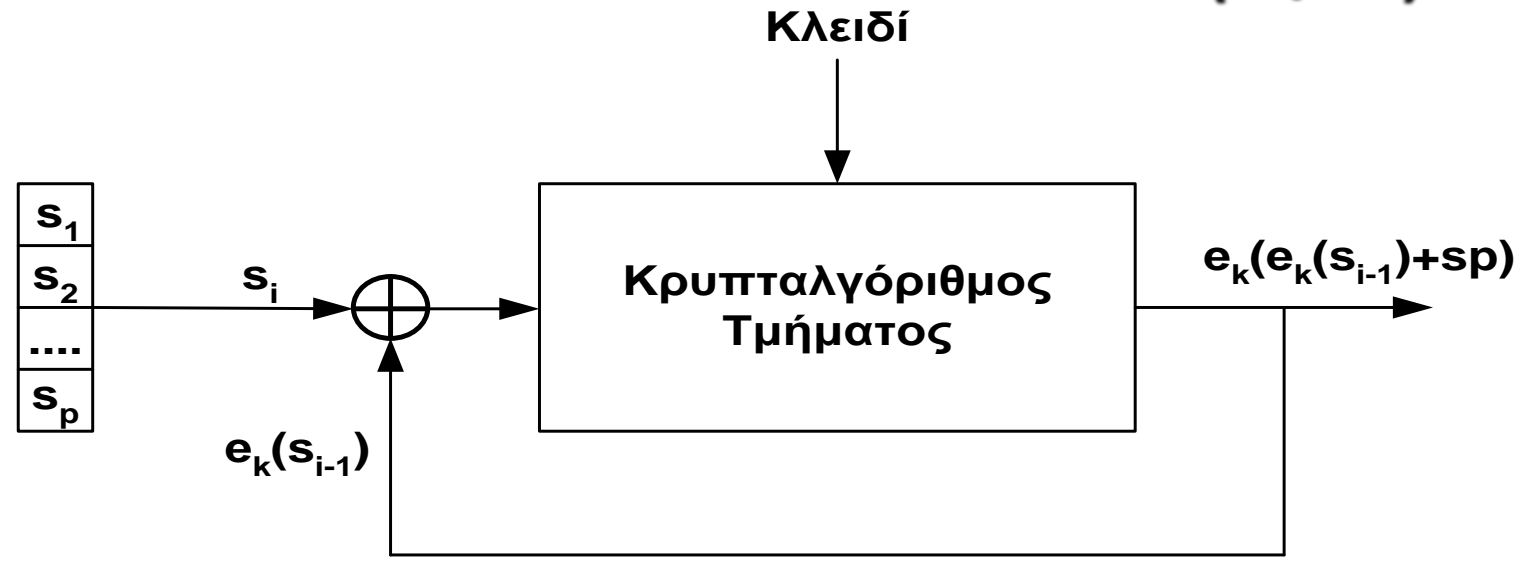 Κλειδί
s₁
s₂
....
sₚ
sᵢ
Κρυπταλγόριθμος
Τμήματος
eₖ(eₖ(sᵢ₋₁)+sp)
eₖ(sᵢ₋₁)